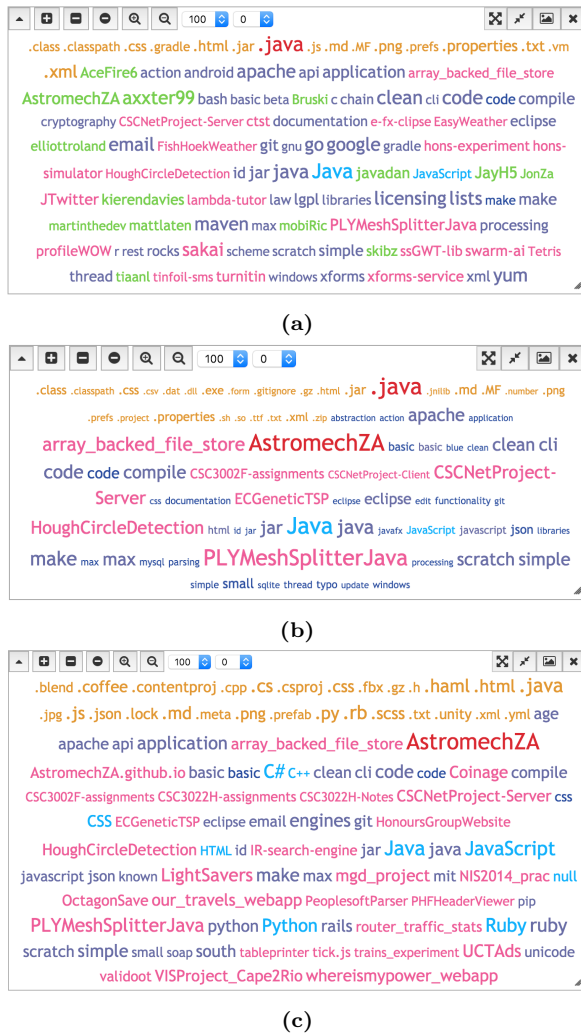 100 0
.class .classpath .css .gradle .html .jar .java .js .md .MF .png .prefs .properties .txt .vm
.xml AceFire6 action android apache api application array_backed_file_store
AstromechZA axxter99 bash basic beta Bruski c chain clean cli code code compile
cryptography CSCNetProject-Server ctst documentation e-fx-clipse EasyWeather eclipse
elliottroland email FishHoekWeather git gnu go google gradle hons-experiment hons-
simulator HoughCircleDetection id jar java Java javadan JavaScript JayH5 JonZa
JTwitter kierendavies lambda-tutor law lgpl libraries licensing lists make make
martinthedev mattlaten maven max mobiRic PLYMeshSplitterJava processing
profileWOW r rest rocks sakai scheme scratch simple skibz ssGWT-lib swarm-ai Tetris
thread tiaanl tinfoil-sms turnitin windows xforms xforms-service xml yum
(a)
100 0
.class .classpath .css .csv .dat .dll .exe .form .gitignore .gz .html .jar .java .jnilib .md .MF .number .png
.prefs .project .properties .sh .so .ttf .txt .xml .zip abstraction action apache application
array_backed_file_store AstromechZA basic basic blue clean clean cli
code code compile CSC3002F-assignments CSCNetProject-Client CSCNetProject-
Server css documentation ECGeneticTSP eclipse eclipse edit functionality git
HoughCircleDetection html id jar jar Java java javafx JavaScript javascript json libraries
make max max mysql parsing PLYMeshSplitterJava processing scratch simple
simple small sqlite thread typo update windows
(b)
100 0
.blend .coffee .contentproj .cpp .cs .csproj .css .fbx .gz .h .haml .html .java
.jpg .js .json .lock .md .meta .png .prefab .py .rb .scss .txt .unity .xml .yml age
apache api application array_backed_file_store AstromechZA
AstromechZA.github.io basic basic C# C++ clean cli code code Coinage compile
CSC3002F-assignments CSC3022H-assignments CSC3022H-Notes CSCNetProject-Server css
CSS ECGeneticTSP eclipse email engines git HonoursGroupWebsite
HoughCircleDetection HTML id IR-search-engine jar Java java JavaScript
javascript json known LightSavers make max mgd_project mit NIS2014_prac null
OctagonSave our_travels_webapp PeoplesoftParser PHFHeaderViewer pip
PLYMeshSplitterJava python Python rails router_traffic_stats Ruby ruby
scratch simple small soap south tableprinter tick.js trains_experiment UCTAds unicode
validoot VISProject_Cape2Rio whereismypower_webapp
(c)